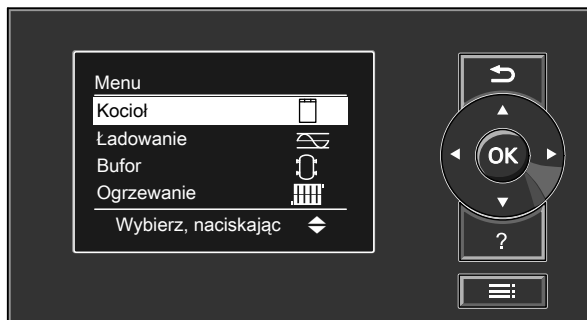 Menu
Kocioł
Ładowanie
Bufor
Ogrzewanie
Wybierz, naciskając
OK
?